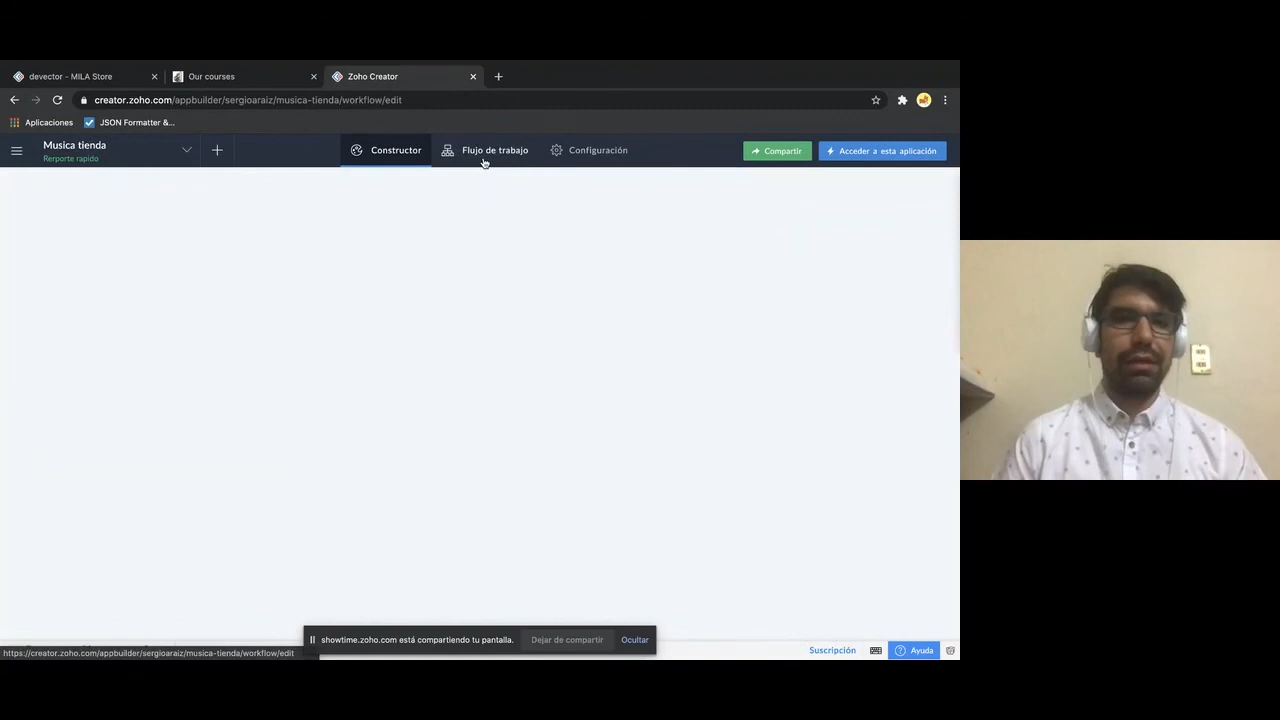 devector - MILA Store
Our courses
Zoho Creator
creator.zoho.com/appbuilder/sergioaraiz/musica-tienda/workflow/edit
Aplicaciones
JSON Formatter &...
Musica tienda
Rerporte rapido
Constructor
Flujo de trabajo
Configuración
Compartir
Acceder a esta aplicación
showtime.zoho.com está compartiendo tu pantalla.
Dejar de compartir
Ocultar
https://creator.zoho.com/appbuilder/sergioaraiz/musica-tienda/workflow/edit
Suscripción
Ayuda